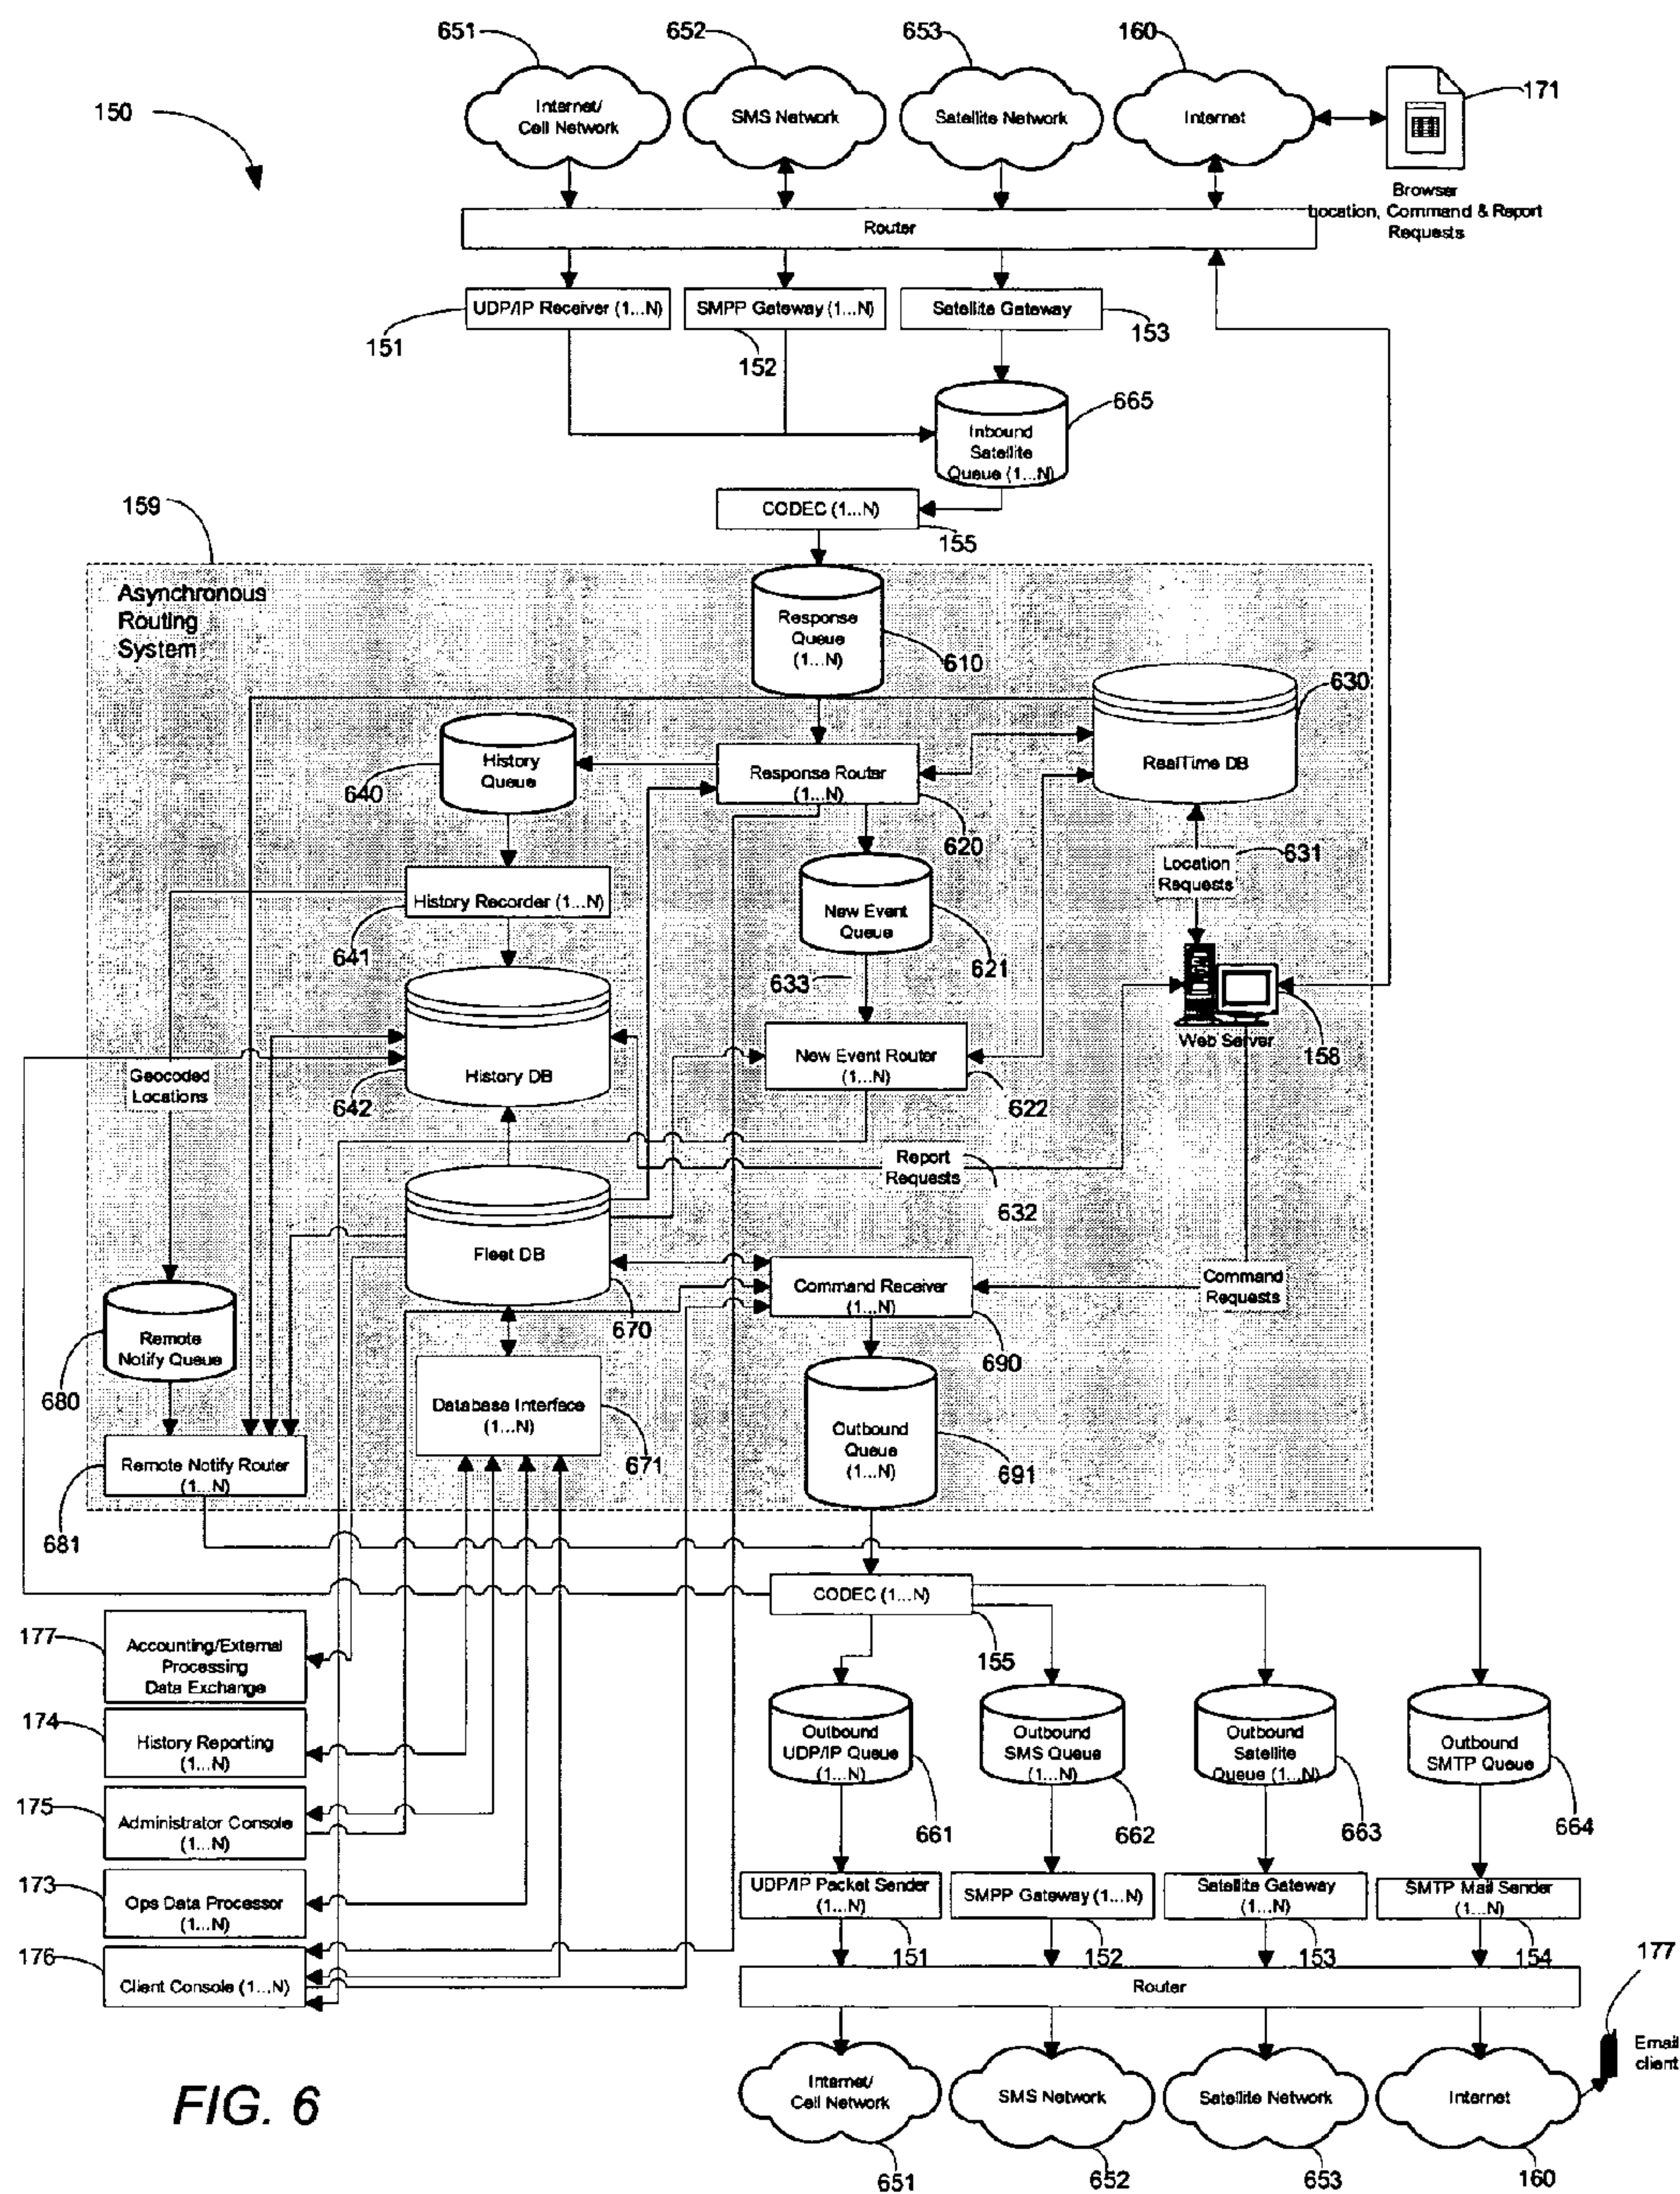 651
652
653
160
150
Internet/
Cell Network
SMS Network
Satellite Network
Internet
171
Browser
Location, Command & Report
Requests
Router
UDP/IP Receiver (1...N)
SMPP Gateway (1...N)
Satellite Gateway
151
152
153
665
Inbound
Satellite
Queue (1...N)
159
CODEC (1...N)
155
Asynchronous
Routing
System
Response
Queue
(1...N)
610
630
History
Queue
640
Response Router
(1...N)
RealTime DB
620
631
Location
Requests
History Recorder (1...N)
641
New Event
Queue
621
633
Web Server
158
Geocoded
Locations
History DB
642
New Event Router
(1...N)
622
Report
Requests
632
Fleet DB
670
Command Receiver
(1...N)
690
Command
Requests
Remote
Notify Queue
680
Database Interface
(1...N)
671
Outbound
Queue
(1...N)
691
Remote Notify Router
(1...N)
681
CODEC (1...N)
155
177
Accounting/External
Processing
Data Exchange
174
History Reporting
(1...N)
175
Administrator Console
(1...N)
173
Ops Data Processor
(1...N)
176
Client Console (1...N)
Outbound
UDP/IP Queue
(1...N)
661
Outbound
SMS Queue
(1...N)
662
Outbound
Satellite
Queue (1...N)
663
Outbound
SMTP Queue
664
UDP/IP Packet Sender
(1...N)
SMPP Gateway (1...N)
Satellite Gateway
(1...N)
SMTP Mail Sender
(1...N)
151
152
153
154
177
Router
Email
client
Internet/
Cell Network
SMS Network
Satellite Network
Internet
651
652
653
160
FIG. 6